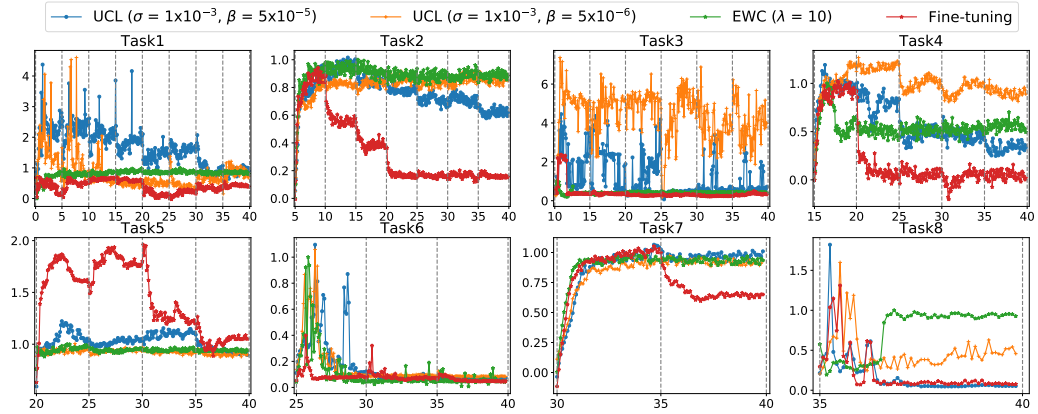 UCL (σ = 1x10⁻³, β = 5x10⁻⁵) UCL (σ = 1x10⁻³, β = 5x10⁻⁶) EWC (λ = 10) Fine-tuning
Task1 Task2 Task3 Task4
4 3 2 1 0
0 5 10 15 20 25 30 35 40
1.0 0.8 0.6 0.4 0.2 0.0
5 10 15 20 25 30 35 40
6 4 2 0
10 15 20 25 30 35 40
1.0 0.5 0.0
15 20 25 30 35 40
Task5 Task6 Task7 Task8
2.0 1.5 1.0
20 25 30 35 40
1.0 0.8 0.6 0.4 0.2 0.0
25 30 35 40
1.00 0.75 0.50 0.25 0.00
30 35 40
1.5 1.0 0.5 0.0
35 40